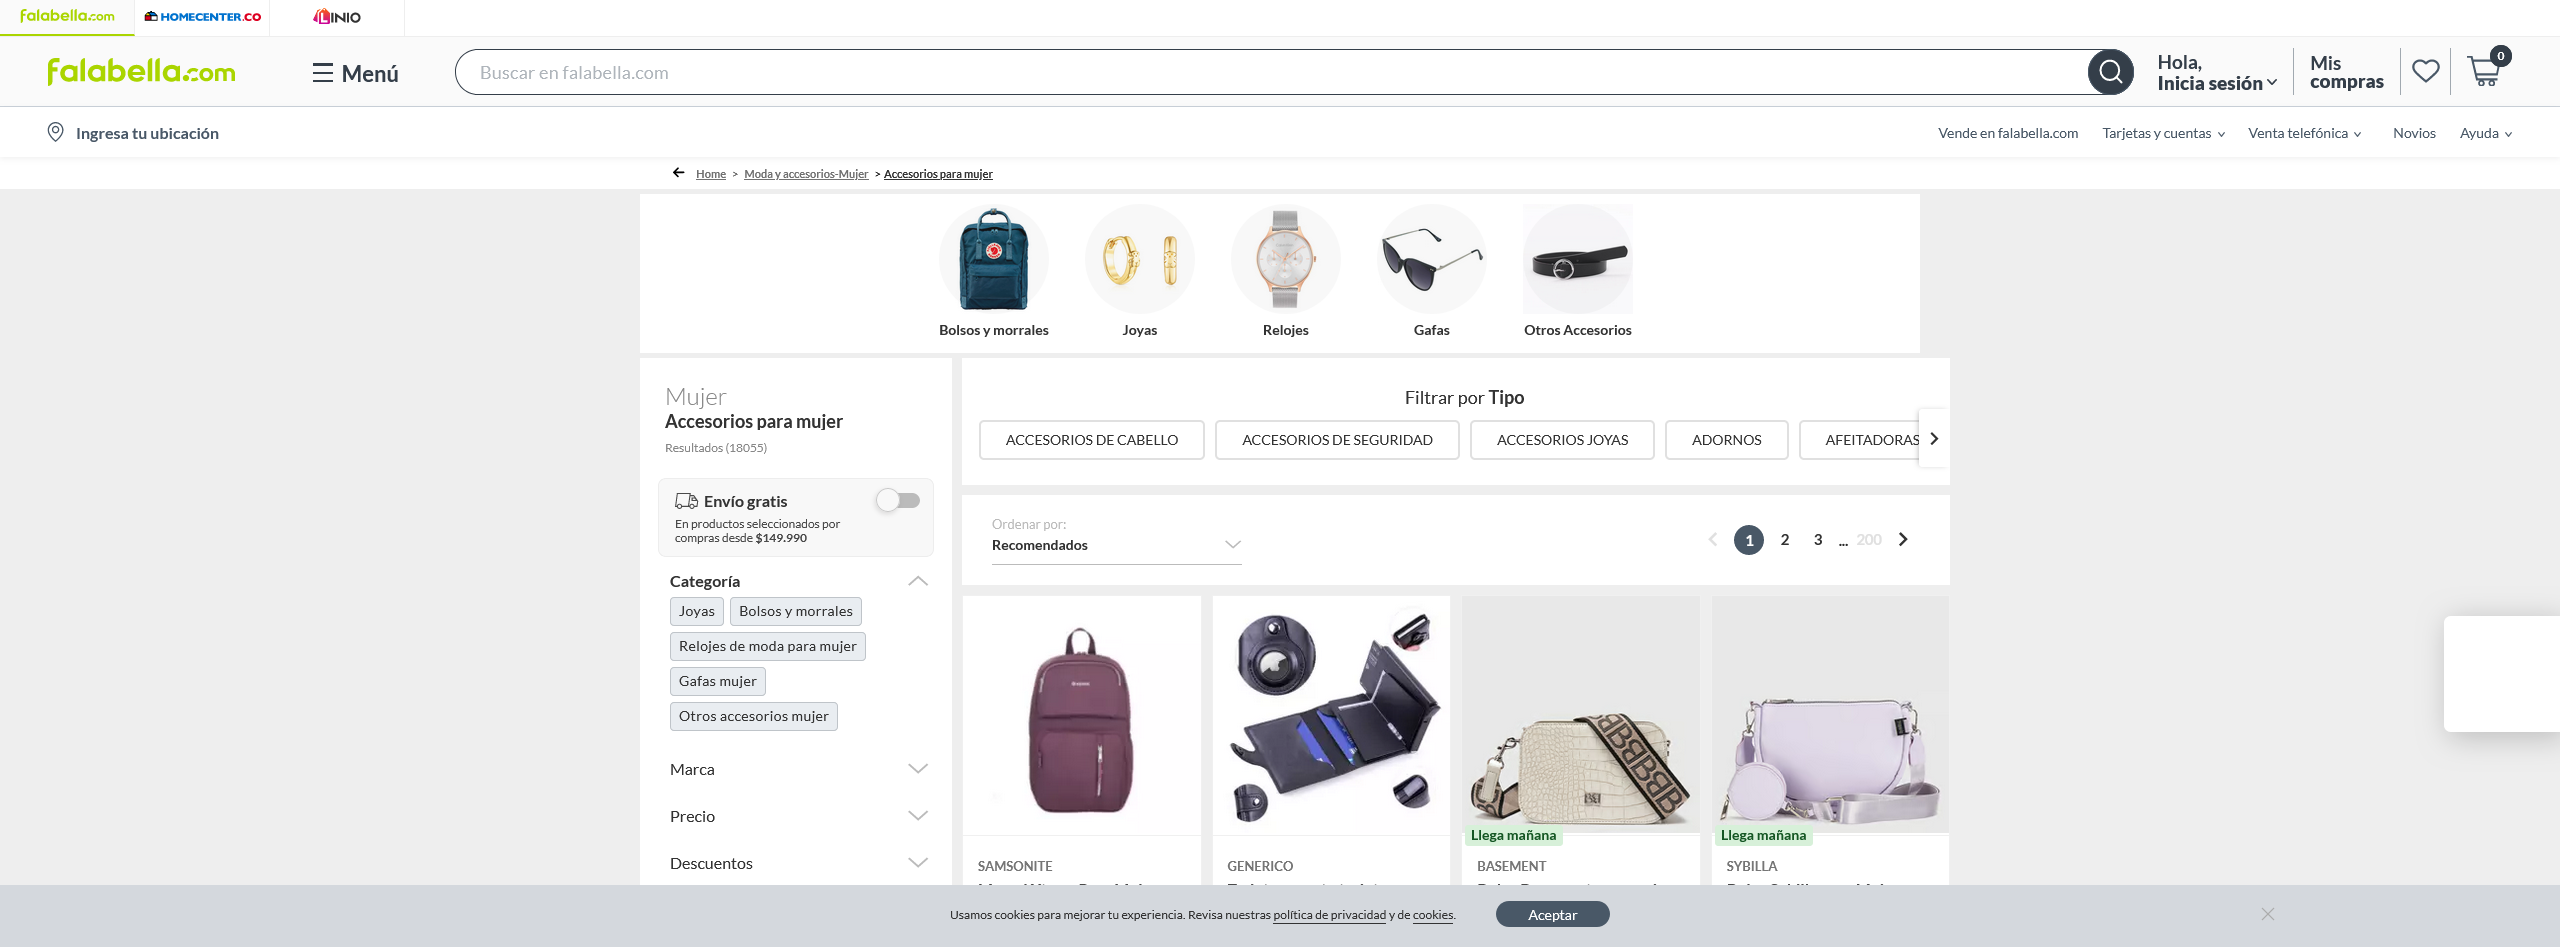 falabella.com
HOMECENTER.CO
LINIO
falabella.com
Menú
Buscar en falabella.com
Hola,
Inicia sesión
Mis
compras
0
Ingresa tu ubicación
Vende en falabella.com
Tarjetas y cuentas
Venta telefónica
Novios
Ayuda
Home > Moda y accesorios-Mujer > Accesorios para mujer
Bolsos y morrales
Joyas
Relojes
Gafas
Otros Accesorios
Mujer
Accesorios para mujer
Resultados (18055)
Envío gratis
En productos seleccionados por
compras desde $149.990
Categoría
Joyas
Bolsos y morrales
Relojes de moda para mujer
Gafas mujer
Otros accesorios mujer
Marca
Precio
Descuentos
Filtrar por Tipo
ACCESORIOS DE CABELLO
ACCESORIOS DE SEGURIDAD
ACCESORIOS JOYAS
ADORNOS
AFEITADORAS
Ordenar por:
Recomendados
1 2 3 ... 200
Llega mañana
Llega mañana
SAMSONITE
GENERICO
BASEMENT
SYBILLA
Usamos cookies para mejorar tu experiencia. Revisa nuestras política de privacidad y de cookies.
Aceptar